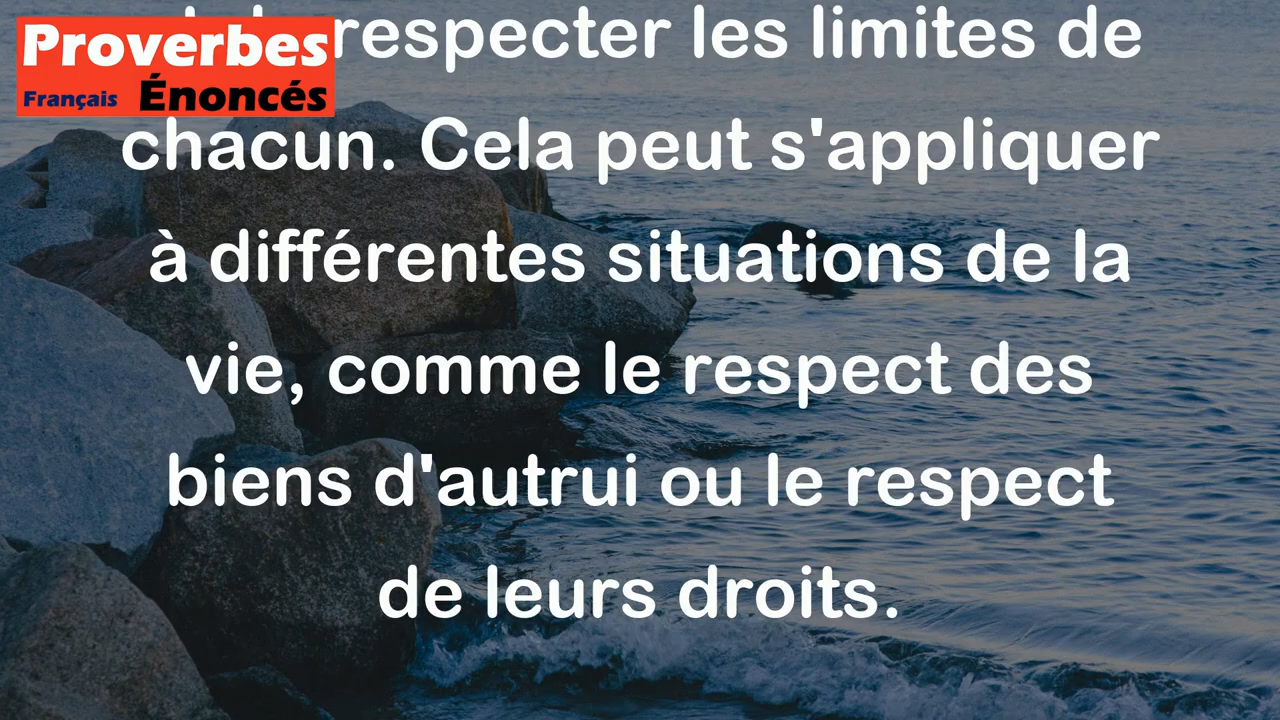 Proverbes
Français Énoncés
respecter les limites de
chacun. Cela peut s'appliquer
à différentes situations de la
vie, comme le respect des
biens d'autrui ou le respect
de leurs droits.